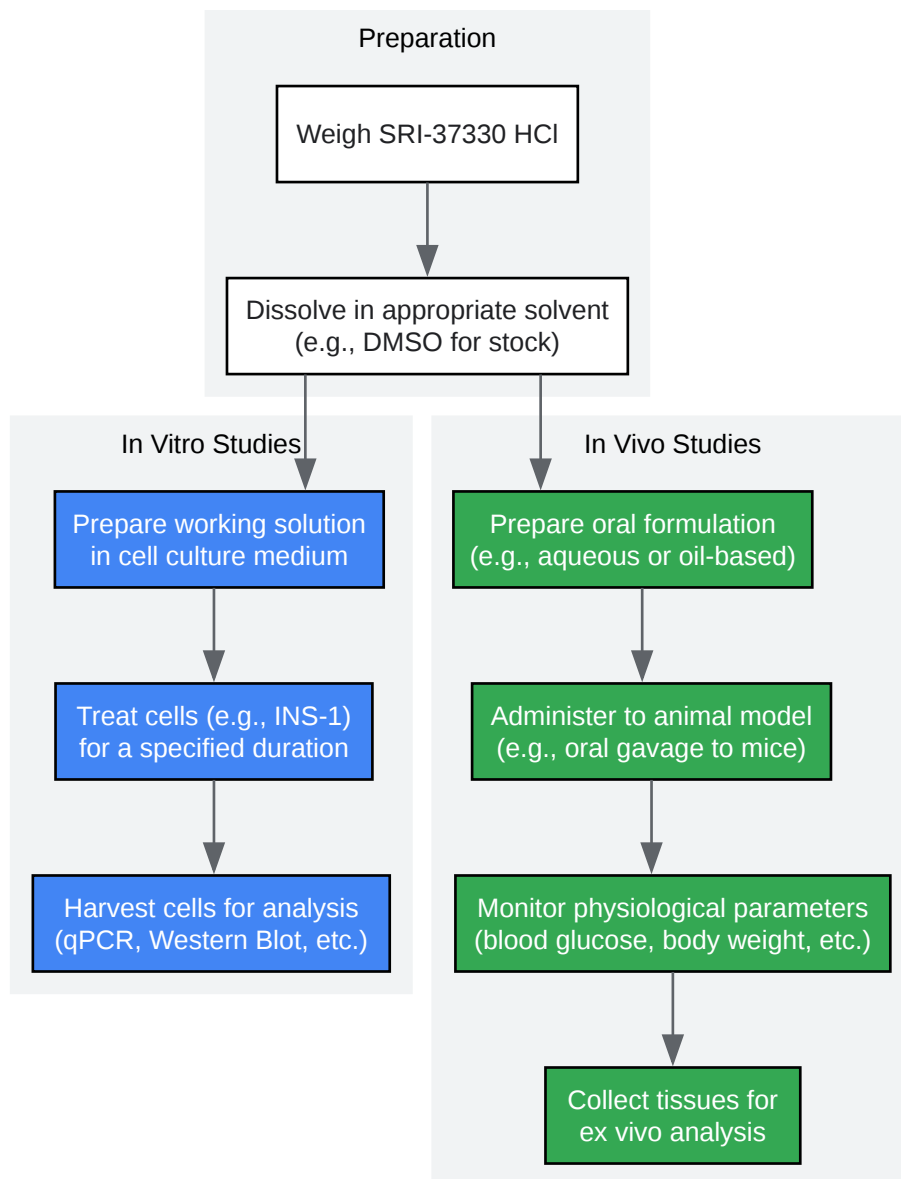 Preparation
Weigh SRI-37330 HCl
Dissolve in appropriate solvent
(e.g., DMSO for stock)
In Vitro Studies
Prepare working solution
in cell culture medium
Treat cells (e.g., INS-1)
for a specified duration
Harvest cells for analysis
(qPCR, Western Blot, etc.)
In Vivo Studies
Prepare oral formulation
(e.g., aqueous or oil-based)
Administer to animal model
(e.g., oral gavage to mice)
Monitor physiological parameters
(blood glucose, body weight, etc.)
Collect tissues for
ex vivo analysis